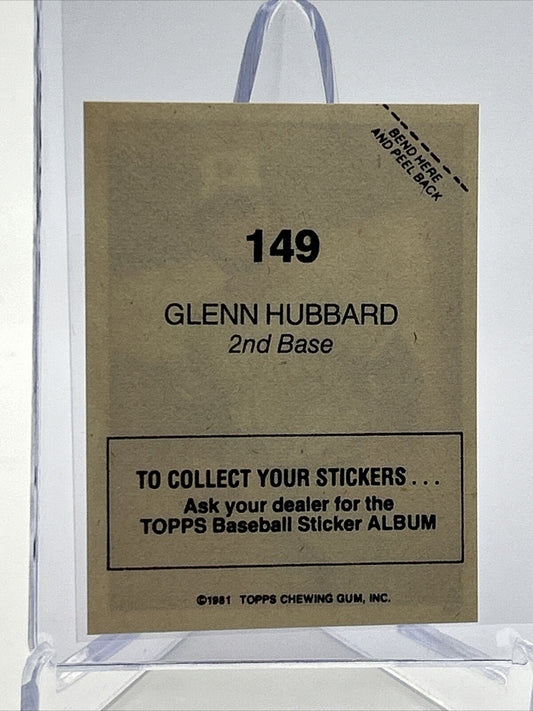 BEND HERE
AND PEEL BACK
149
GLENN HUBBARD
2nd Base
TO COLLECT YOUR STICKERS...
Ask your dealer for the
TOPPS Baseball Sticker ALBUM
©1981 TOPPS CHEWING GUM, INC.